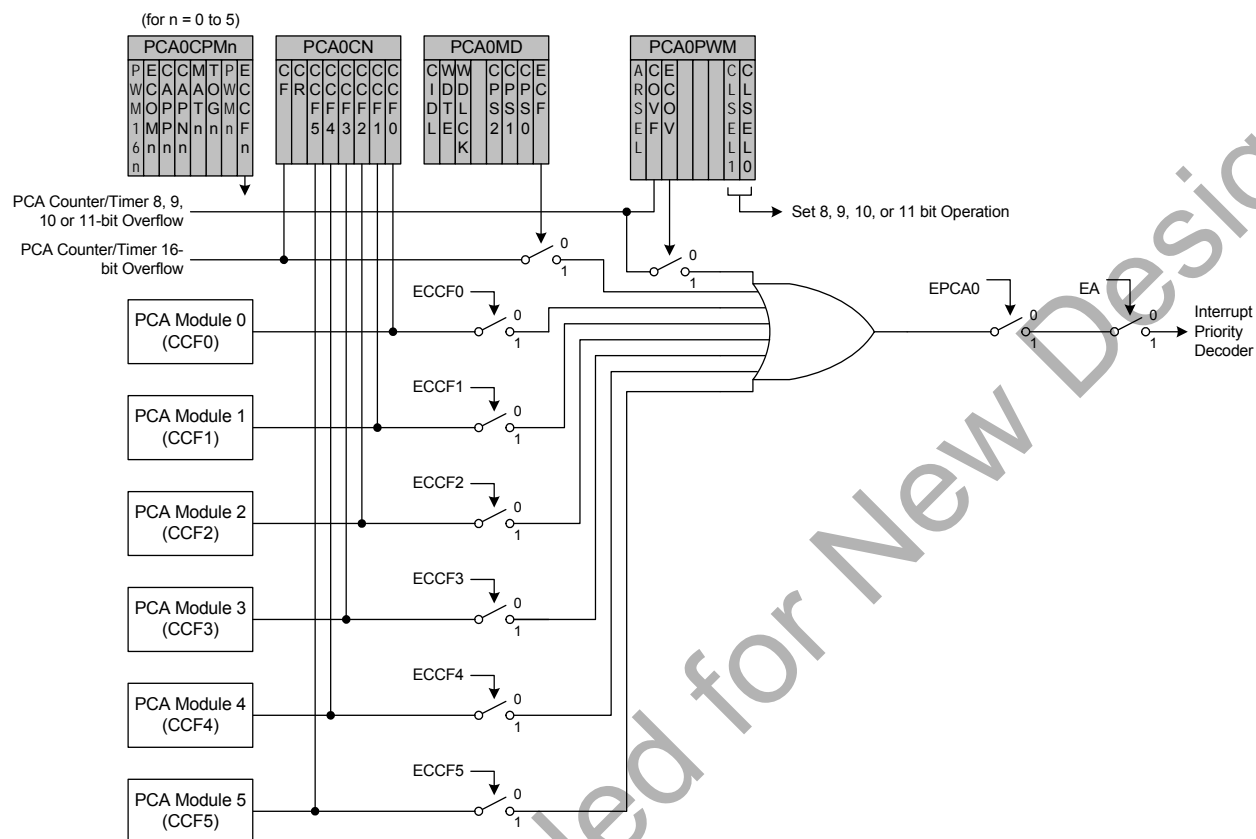 (for n = 0 to 5)
PCA0CPMn
PWM16n
ECOMn
CAPPn
CAPNn
MATn
TOGn
PWMn
ECCFn
PCA0CN
CF
CR
CCF5
CCF4
CCF3
CCF2
CCF1
CCF0
PCA0MD
CIDL
WDTE
WDLCK
CPS2
CPS1
CPS0
ECF
PCA0PWM
ARSEL
COVF
ECOV
CLSEL1
CLSEL0
PCA Counter/Timer 8, 9,
10 or 11-bit Overflow
Set 8, 9, 10, or 11 bit Operation
PCA Counter/Timer 16-
bit Overflow
0
1
0
1
PCA Module 0
(CCF0)
ECCF0
0
1
EPCA0
0
1
EA
0
1
Interrupt
Priority
Decoder
PCA Module 1
(CCF1)
ECCF1
0
1
PCA Module 2
(CCF2)
ECCF2
0
1
PCA Module 3
(CCF3)
ECCF3
0
1
PCA Module 4
(CCF4)
ECCF4
0
1
PCA Module 5
(CCF5)
ECCF5
0
1
ed for New Desig